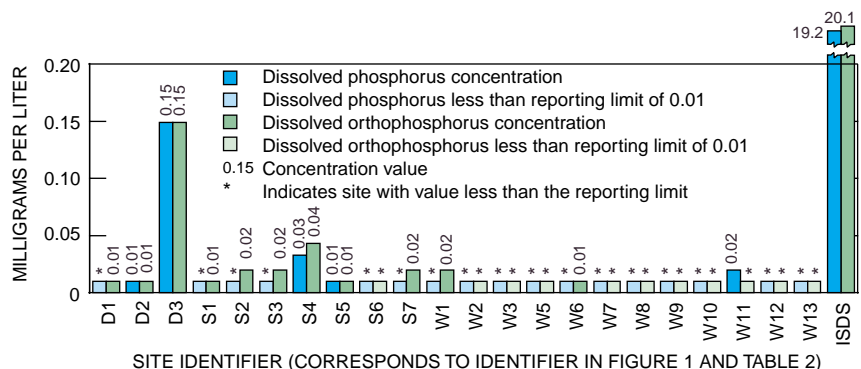 20.1
19.2
MILLIGRAMS PER LITER
0.20
0.15
0.10
0.05
0
Dissolved phosphorus concentration
Dissolved phosphorus less than reporting limit of 0.01
Dissolved orthophosphorus concentration
Dissolved orthophosphorus less than reporting limit of 0.01
0.15 Concentration value
* Indicates site with value less than the reporting limit
* 0.01
0.01 0.01
0.15 0.15
* 0.01
* 0.02
* 0.02
0.03 0.04
0.01 0.01
* *
* 0.02
* 0.02
* *
* *
* *
* 0.01
* *
* *
* *
* *
0.02 *
* *
* *
D1
D2
D3
S1
S2
S3
S4
S5
S6
S7
W1
W2
W3
W5
W6
W7
W8
W9
W10
W11
W12
W13
ISDS
SITE IDENTIFIER (CORRESPONDS TO IDENTIFIER IN FIGURE 1 AND TABLE 2)